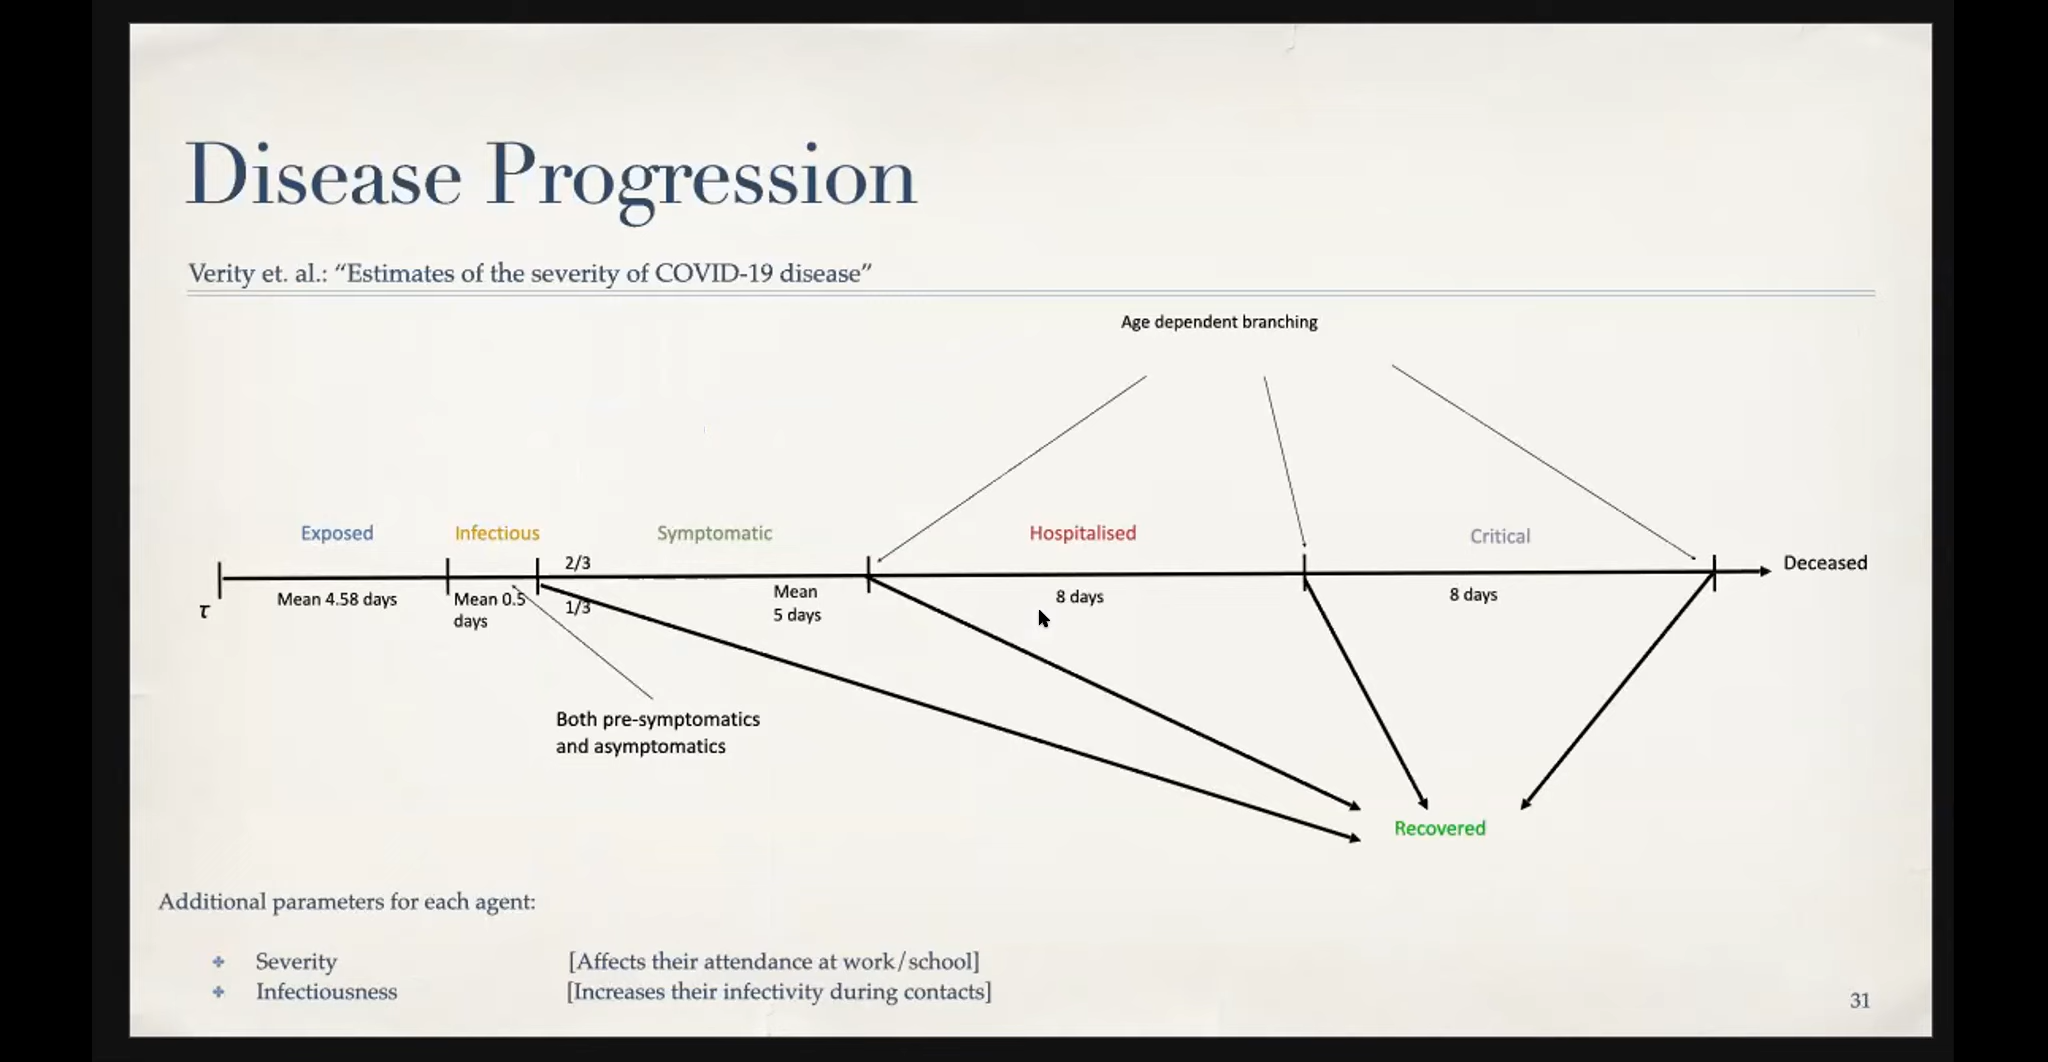 Disease Progression
Verity et. al.: “Estimates of the severity of COVID-19 disease”
Age dependent branching
Exposed
Infectious
Symptomatic
Hospitalised
Critical
2/3
Deceased
τ
Mean 4.58 days
Mean 0.5
days
1/3
Mean
5 days
8 days
8 days
Both pre-symptomatics
and asymptomatics
Recovered
Additional parameters for each agent:
Severity [Affects their attendance at work/school]
Infectiousness [Increases their infectivity during contacts]
31